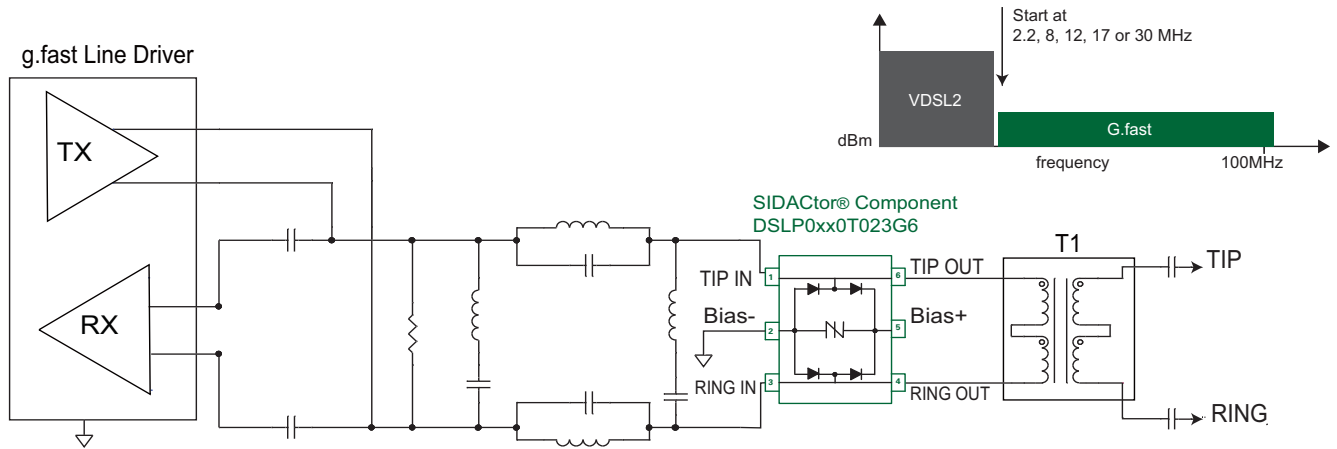 Start at
2.2, 8, 12, 17 or 30 MHz
g.fast Line Driver
VDSL2
G.fast
dBm
frequency
100MHz
TX
SIDACtor® Component
DSLP0xx0T023G6
T1
TIP IN
1
6
TIP OUT
TIP
Bias-
2
5
Bias+
RX
RING IN
3
4
RING OUT
RING